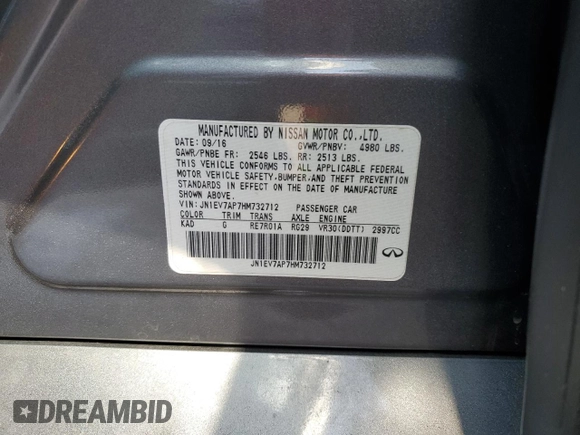 MANUFACTURED BY NISSAN MOTOR CO.,LTD.
DATE: 09/16 GVWR/PNBV: 4980 LBS.
GAWR/PNBE FR: 2546 LBS. RR: 2513 LBS.
THIS VEHICLE CONFORMS TO ALL APPLICABLE FEDERAL
MOTOR VEHICLE SAFETY,BUMPER,AND THEFT PREVENTION
STANDARDS IN EFFECT ON THE DATE OF MANUFACTURE
SHOWN ABOVE.
VIN: JN1EV7AP7HM732712 PASSENGER CAR
COLOR TRIM TRANS AXLE ENGINE
KAD G RE7R01A RG29 VR30(DDTT) 2997CC
JN1EV7AP7HM732712
DREAMBID